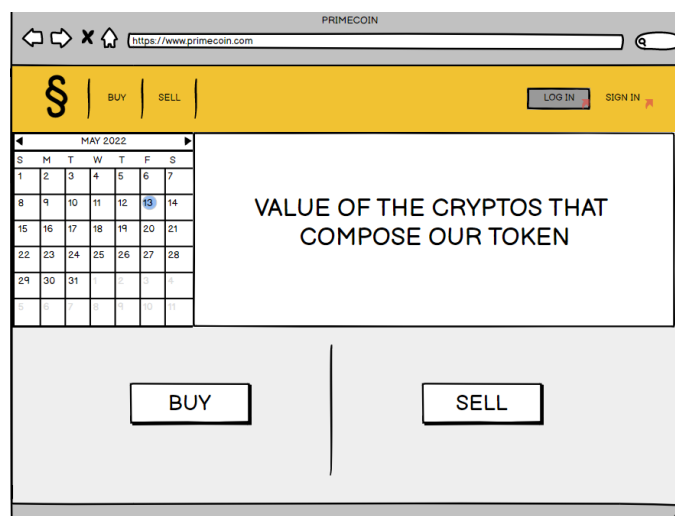 PRIMECOIN
https://www.primecoin.com
§ BUY SELL LOG IN SIGN IN
MAY 2022
S M T W T F S
1 2 3 4 5 6 7
8 9 10 11 12 13 14
15 16 17 18 19 20 21
22 23 24 25 26 27 28
29 30 31 1 2 3 4
5 6 7 8 9 10 11
VALUE OF THE CRYPTOS THAT
COMPOSE OUR TOKEN
BUY SELL